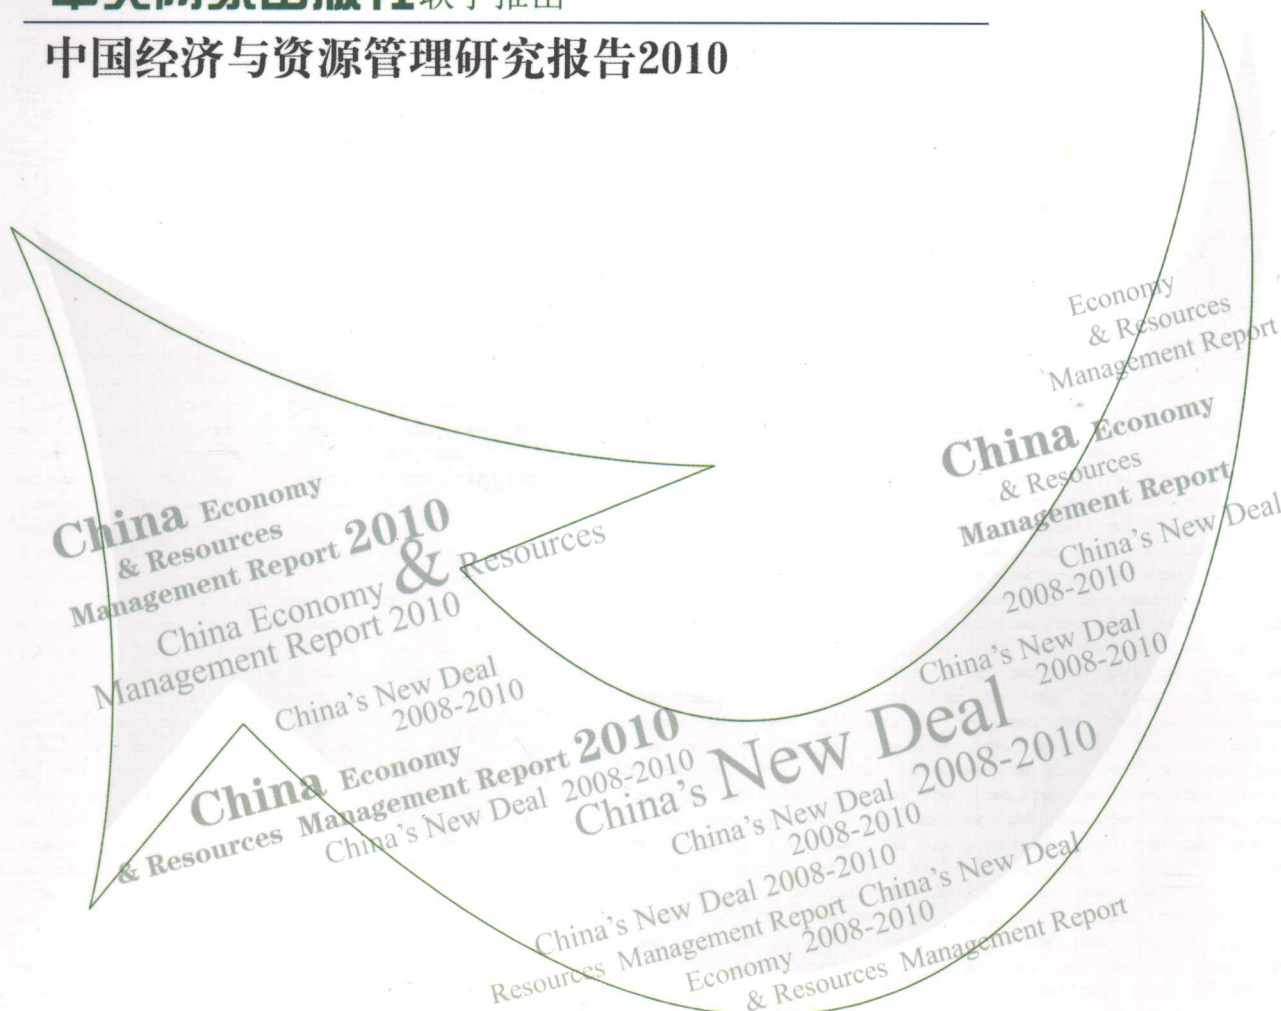 联手推出
中国经济与资源管理研究报告2010
Economy
& Resources
Management Report
China Economy
& Resources
Management Report
China's New Deal
2008-2010
China's New Deal
2008-2010
China Economy
& Resources
Management Report 2010
China Economy & Resources
Management Report 2010
China's New Deal
2008-2010
China Economy
& Resources Management Report 2010
China's New Deal 2008-2010
China's New Deal
China's New Deal 2008-2010
2008-2010
China's New Deal 2008-2010
Resources Management Report China's New Deal
Economy 2008-2010
& Resources Management Report